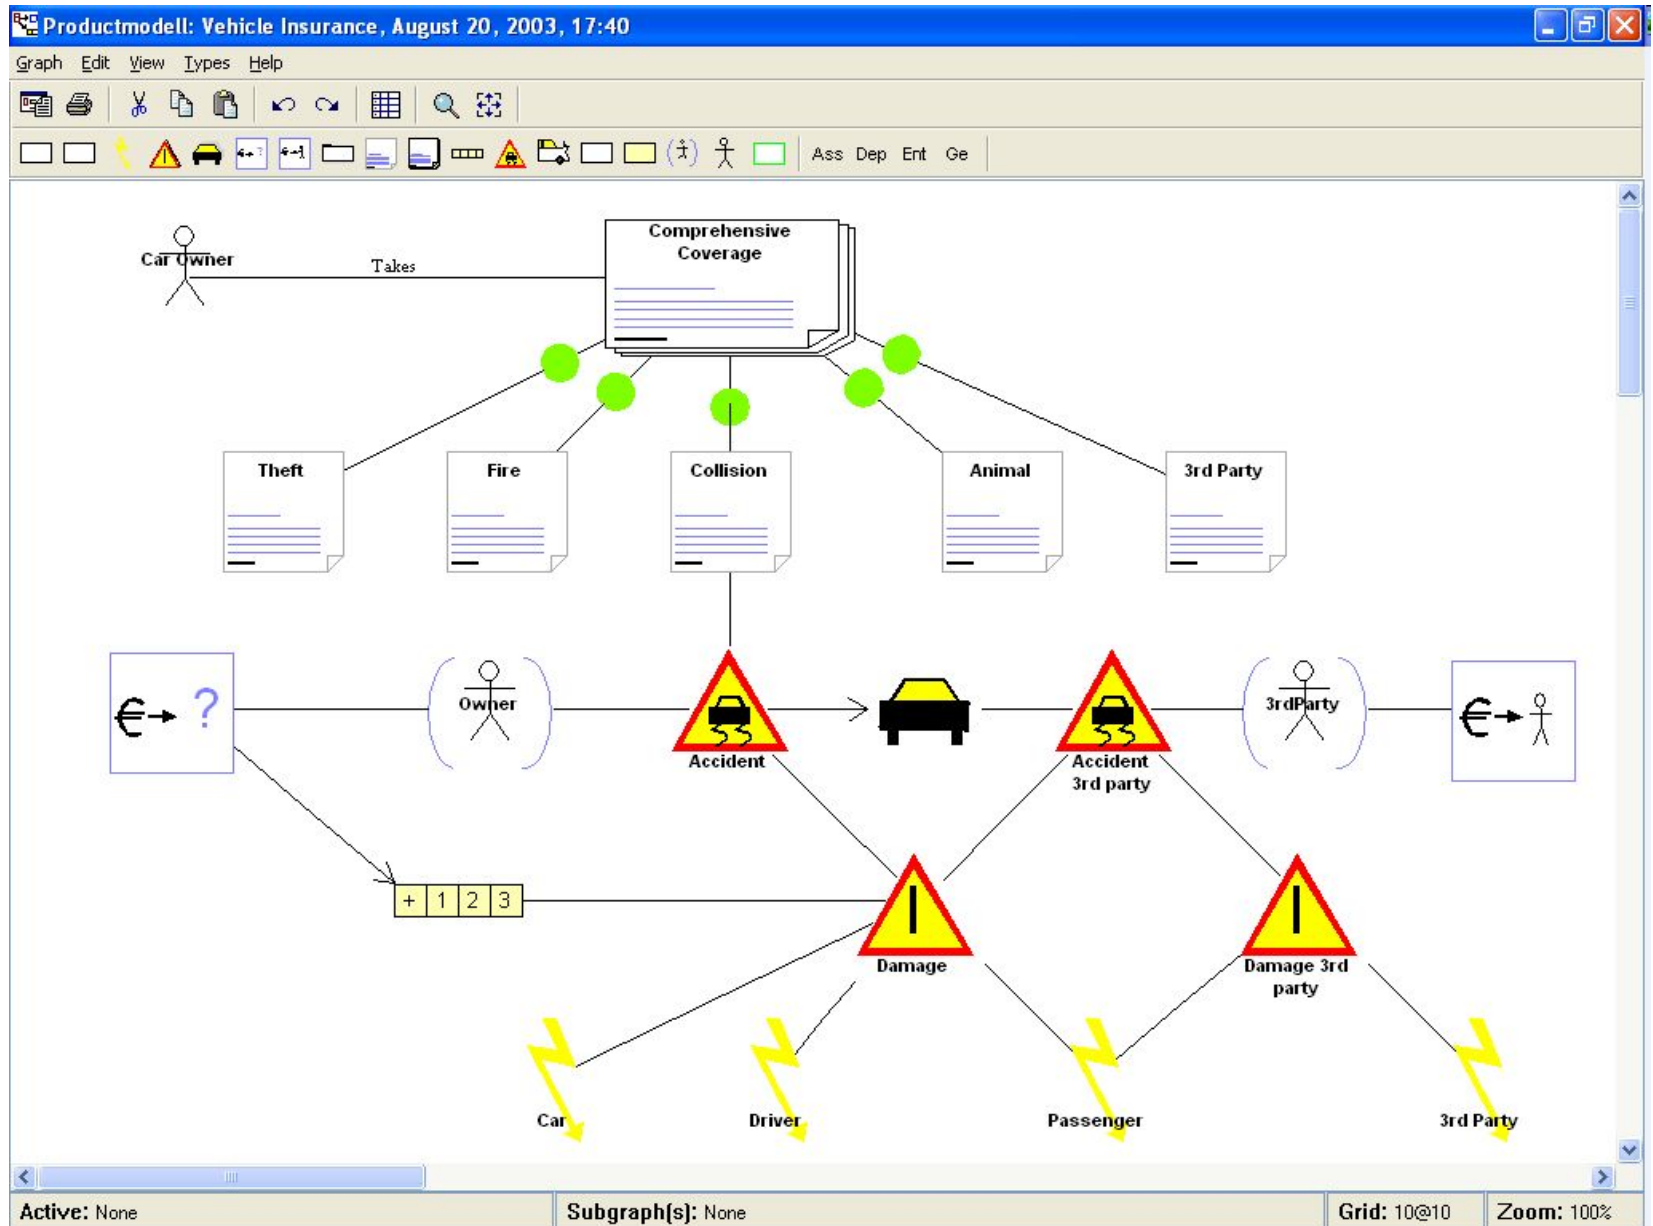 Productmodell: Vehicle Insurance, August 20, 2003, 17:40
Graph Edit View Types Help
Ass Dep Ent Ge
Comprehensive
Coverage
Car Owner
Takes
Theft Fire Collision Animal 3rd Party
€ ? Owner 3rdParty €
Accident Accident
3rd party
+ 1 2 3
Damage Damage 3rd
party
Car Driver Passenger 3rd Party
Active: None Subgraph(s): None Grid: 10@10 Zoom: 100%